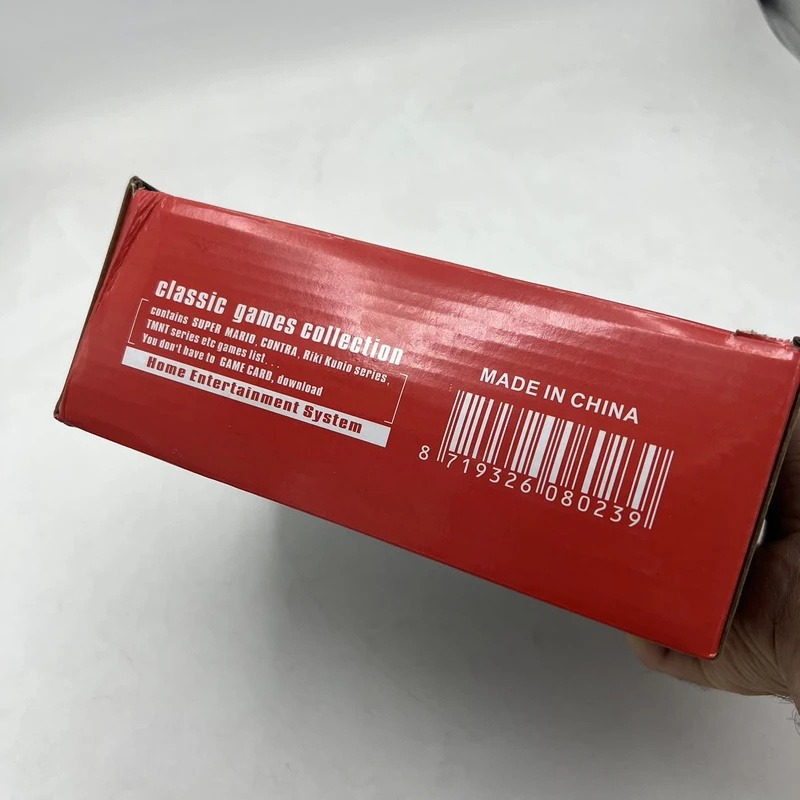 classic games collection
contains SUPER MARIO, CONTRA, Riki Kunio series,
TMNT series etc games list. . .
You don't have to GAME CARD, download
Home Entertainment System
MADE IN CHINA
8 719326 080239